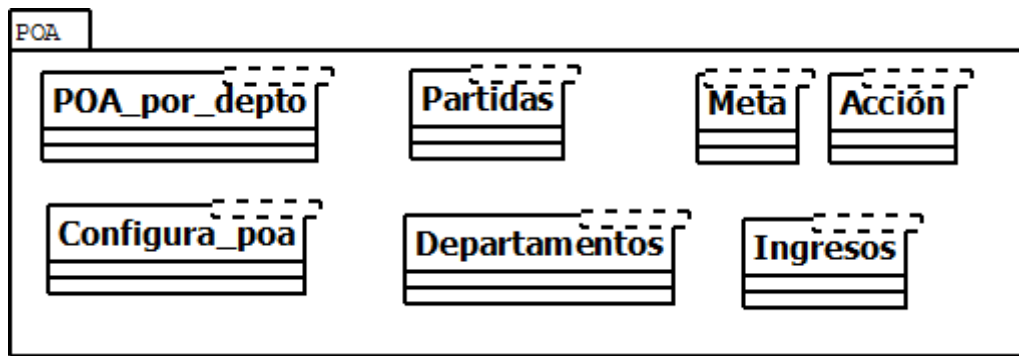 POA
POA_por_depto
Partidas
Meta
Acción
Configura_poa
Departamentos
Ingresos